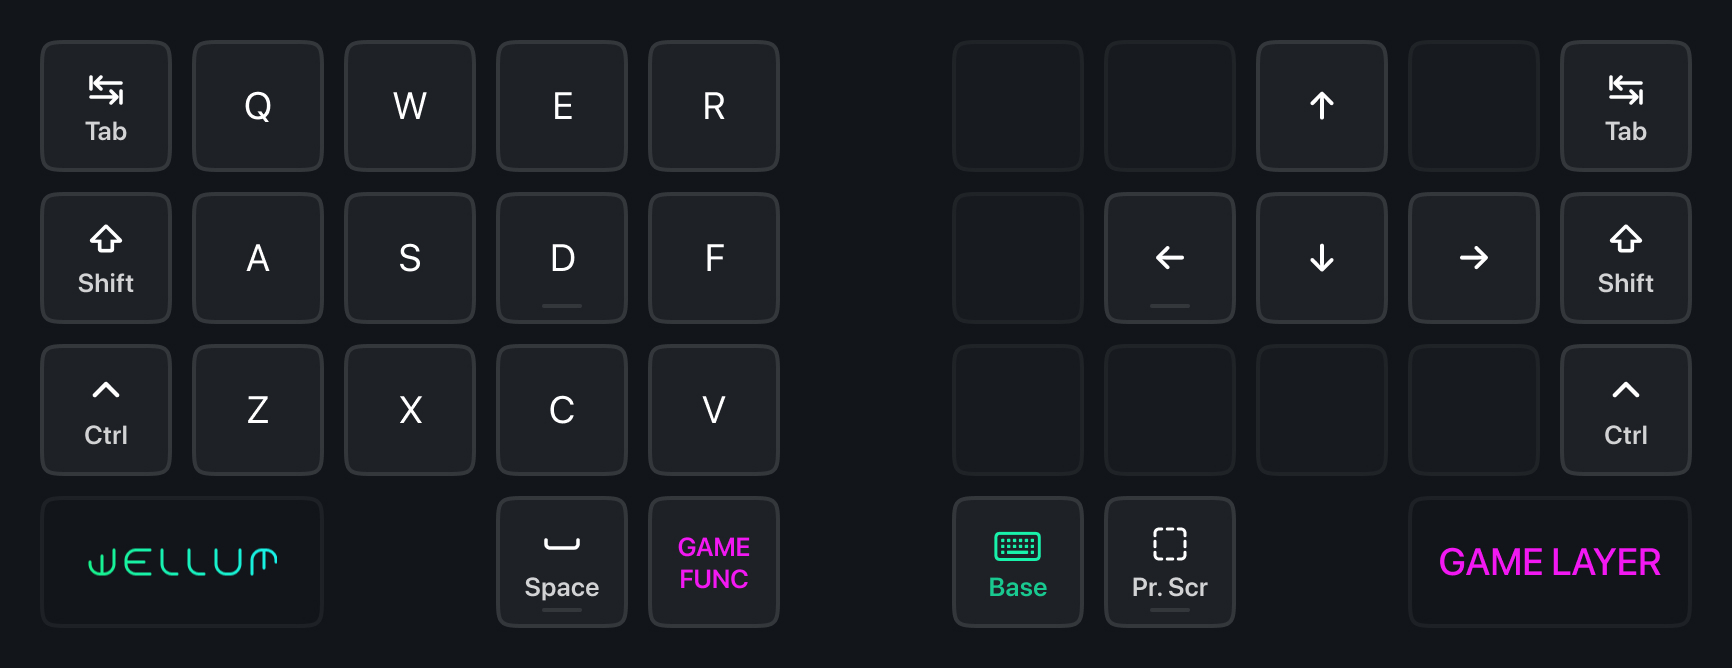 Tab Q W E R ↑ Tab
Shift A S D F ← ↓ → Shift
Ctrl Z X C V Ctrl
WELLUM Space GAME FUNC Base Pr. Scr GAME LAYER